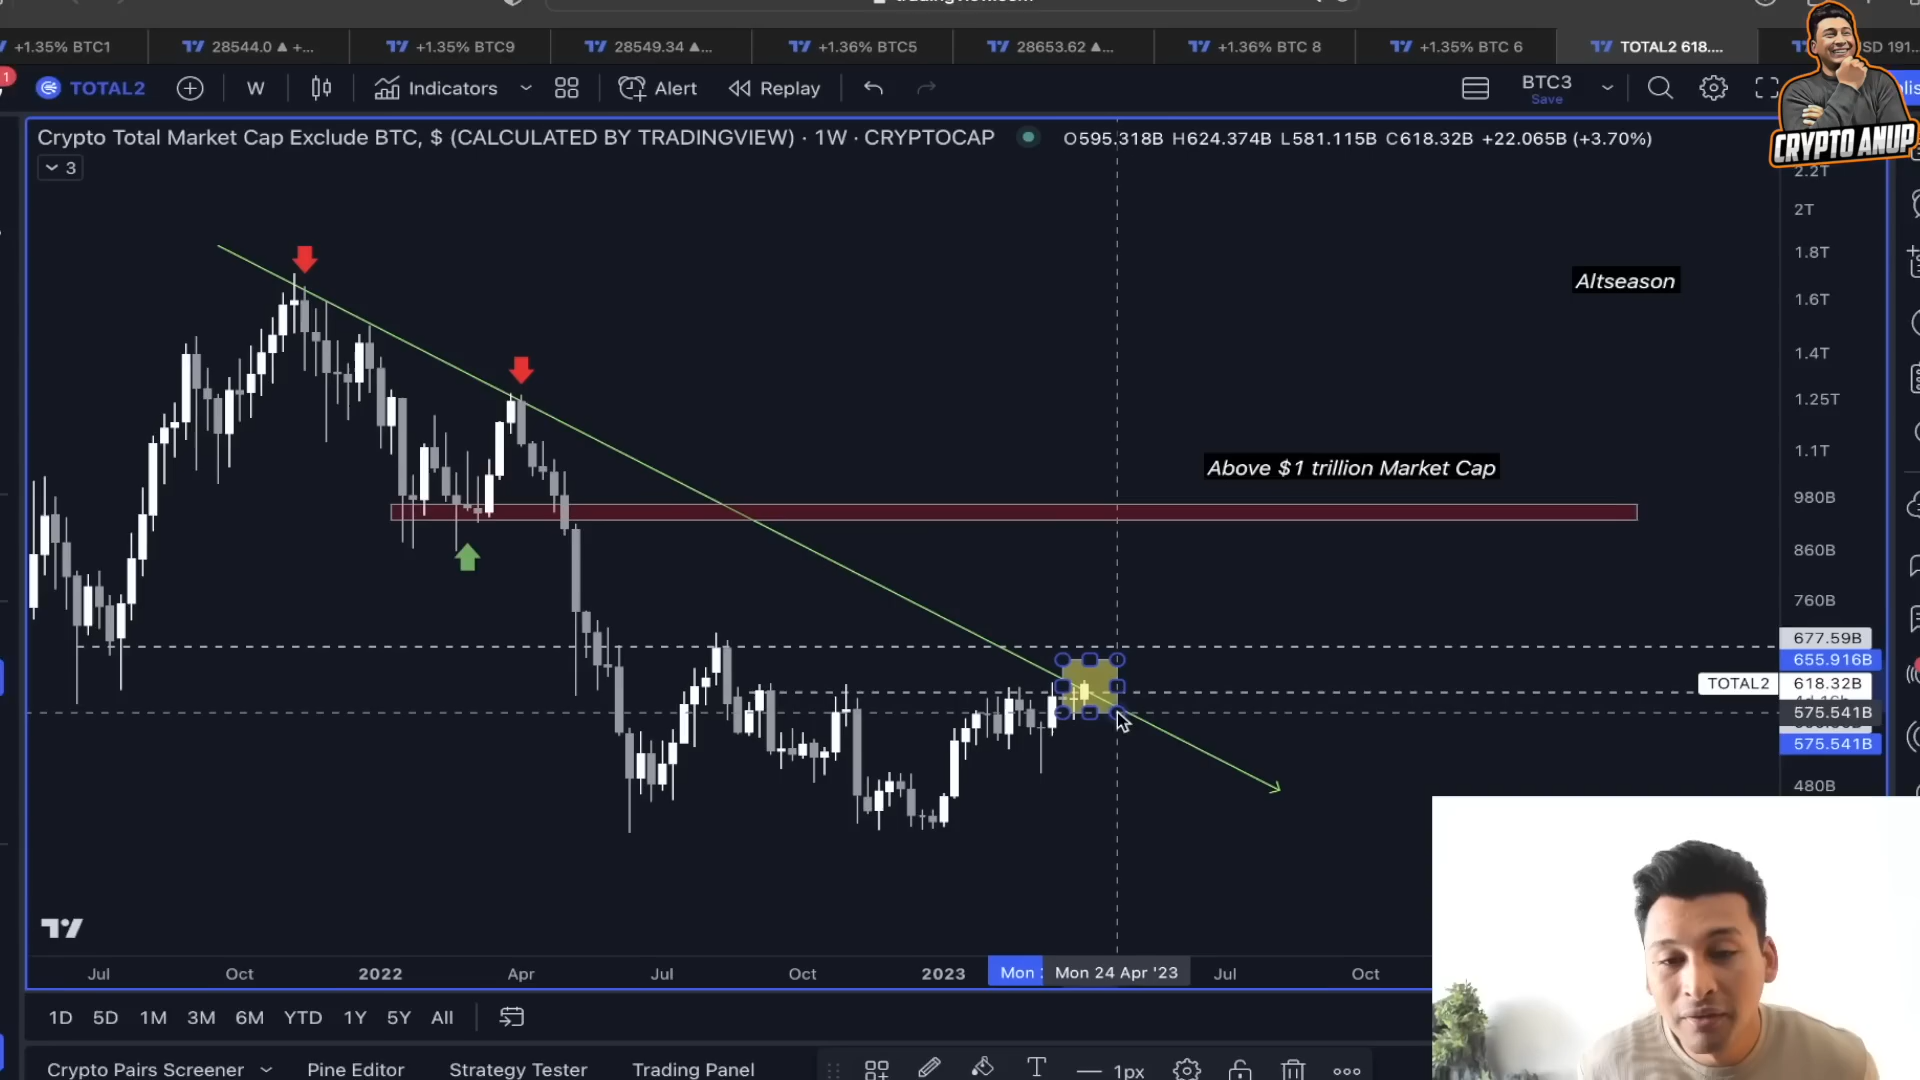 +1.35% BTC1
28544.0 ▲ +...
+1.35% BTC9
28549.34 ▲...
+1.36% BTC5
28653.62 ▲...
+1.36% BTC 8
+1.35% BTC 6
TOTAL2 618....
SD 191...
1
TOTAL2
W
Indicators
Alert
Replay
BTC3
Save
CRYPTO ANUP
Crypto Total Market Cap Exclude BTC, $ (CALCULATED BY TRADINGVIEW) · 1W · CRYPTOCAP
O595.318B H624.374B L581.115B C618.32B +22.065B (+3.70%)
3
2.2T
2T
1.8T
Altseason
1.6T
1.4T
1.25T
1.1T
Above $1 trillion Market Cap
980B
860B
760B
677.59B
655.916B
TOTAL2
618.32B
575.541B
575.541B
480B
Jul
Oct
2022
Apr
Jul
Oct
2023
Mon
Mon 24 Apr '23
Jul
Oct
1D
5D
1M
3M
6M
YTD
1Y
5Y
All
Crypto Pairs Screener
Pine Editor
Strategy Tester
Trading Panel
T
1px